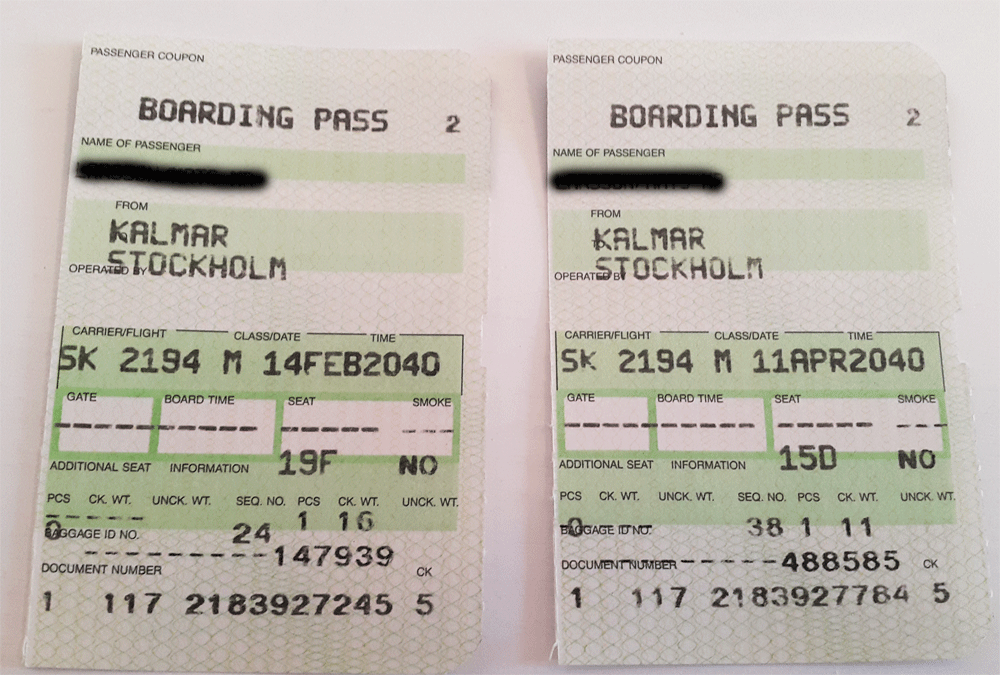 PASSENGER COUPON
BOARDING PASS 2
NAME OF PASSENGER
FROM
KALMAR
OPERATED BY
STOCKHOLM
CARRIER/FLIGHT CLASS/DATE TIME
SK 2194 M 14FEB2040
GATE BOARD TIME SEAT SMOKE
ADDITIONAL SEAT INFORMATION 19F NO
PCS CK. WT. UNCK. WT. SEQ. NO. PCS CK. WT. UNCK. WT.
0 24 1 16
BAGGAGE ID NO.
147939
DOCUMENT NUMBER CK
1 117 2183927245 5
PASSENGER COUPON
BOARDING PASS 2
NAME OF PASSENGER
FROM
KALMAR
OPERATED BY
STOCKHOLM
CARRIER/FLIGHT CLASS/DATE TIME
SK 2194 M 11APR2040
GATE BOARD TIME SEAT SMOKE
ADDITIONAL SEAT INFORMATION 15D NO
PCS CK. WT. UNCK. WT. SEQ. NO. PCS CK. WT. UNCK. WT.
0 38 1 11
BAGGAGE ID NO.
488585
DOCUMENT NUMBER CK
1 117 2183927784 5